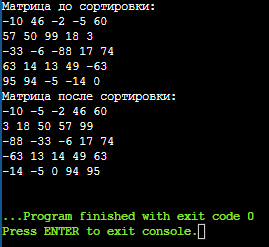 Матрица до сортировки:
-10 46 -2 -5 60
57 50 99 18 3
-33 -6 -88 17 74
63 14 13 49 -63
95 94 -5 -14 0
Матрица после сортировки:
-10 -5 -2 46 60
3 18 50 57 99
-88 -33 -6 17 74
-63 13 14 49 63
-14 -5 0 94 95
...Program finished with exit code 0
Press ENTER to exit console.